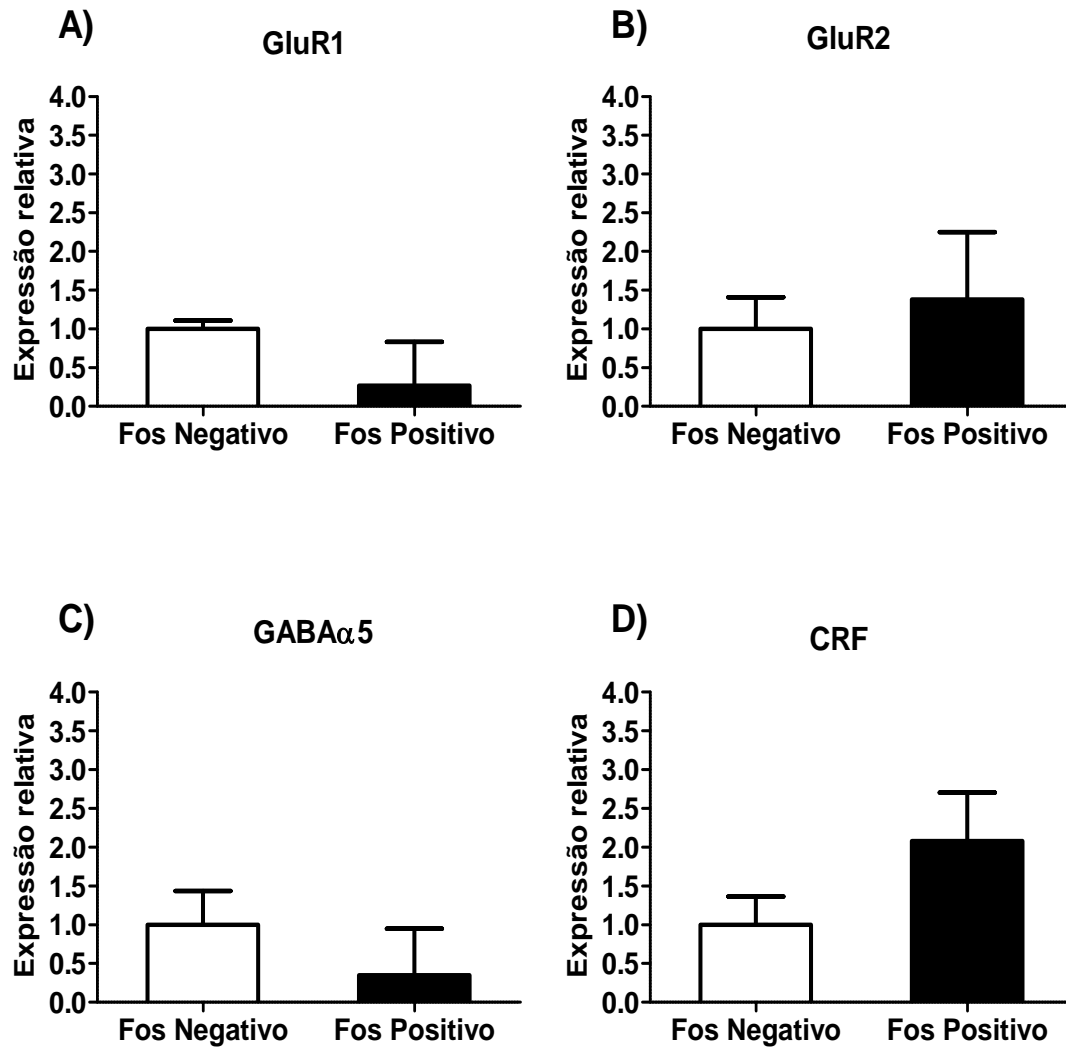 A)
GluR1
Expressão relativa
4.0
3.5
3.0
2.5
2.0
1.5
1.0
0.5
0.0
Fos Negativo Fos Positivo
B)
GluR2
Expressão relativa
4.0
3.5
3.0
2.5
2.0
1.5
1.0
0.5
0.0
Fos Negativo Fos Positivo
C)
GABAα5
Expressão relativa
4.0
3.5
3.0
2.5
2.0
1.5
1.0
0.5
0.0
Fos Negativo Fos Positivo
D)
CRF
Expressão relativa
4.0
3.5
3.0
2.5
2.0
1.5
1.0
0.5
0.0
Fos Negativo Fos Positivo